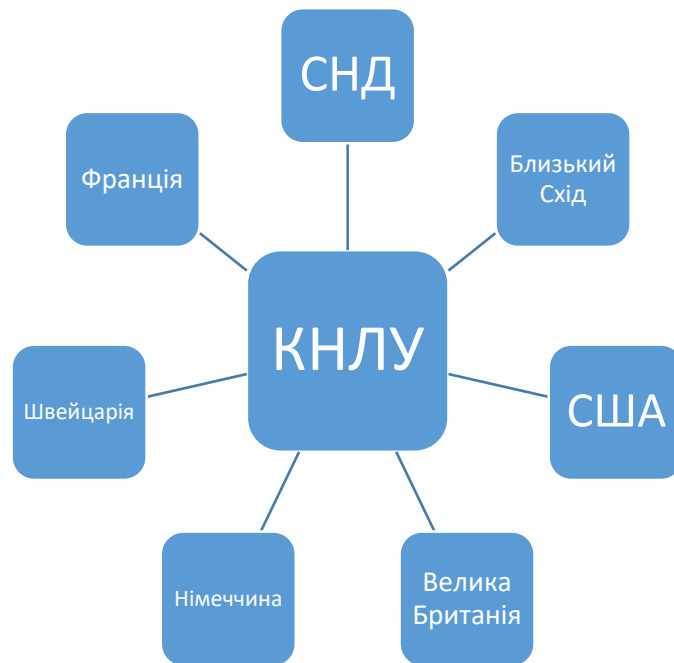 СНД
Близький
Схід
США
Велика
Британія
Німеччина
Швейцарія
Франція
КНЛУ